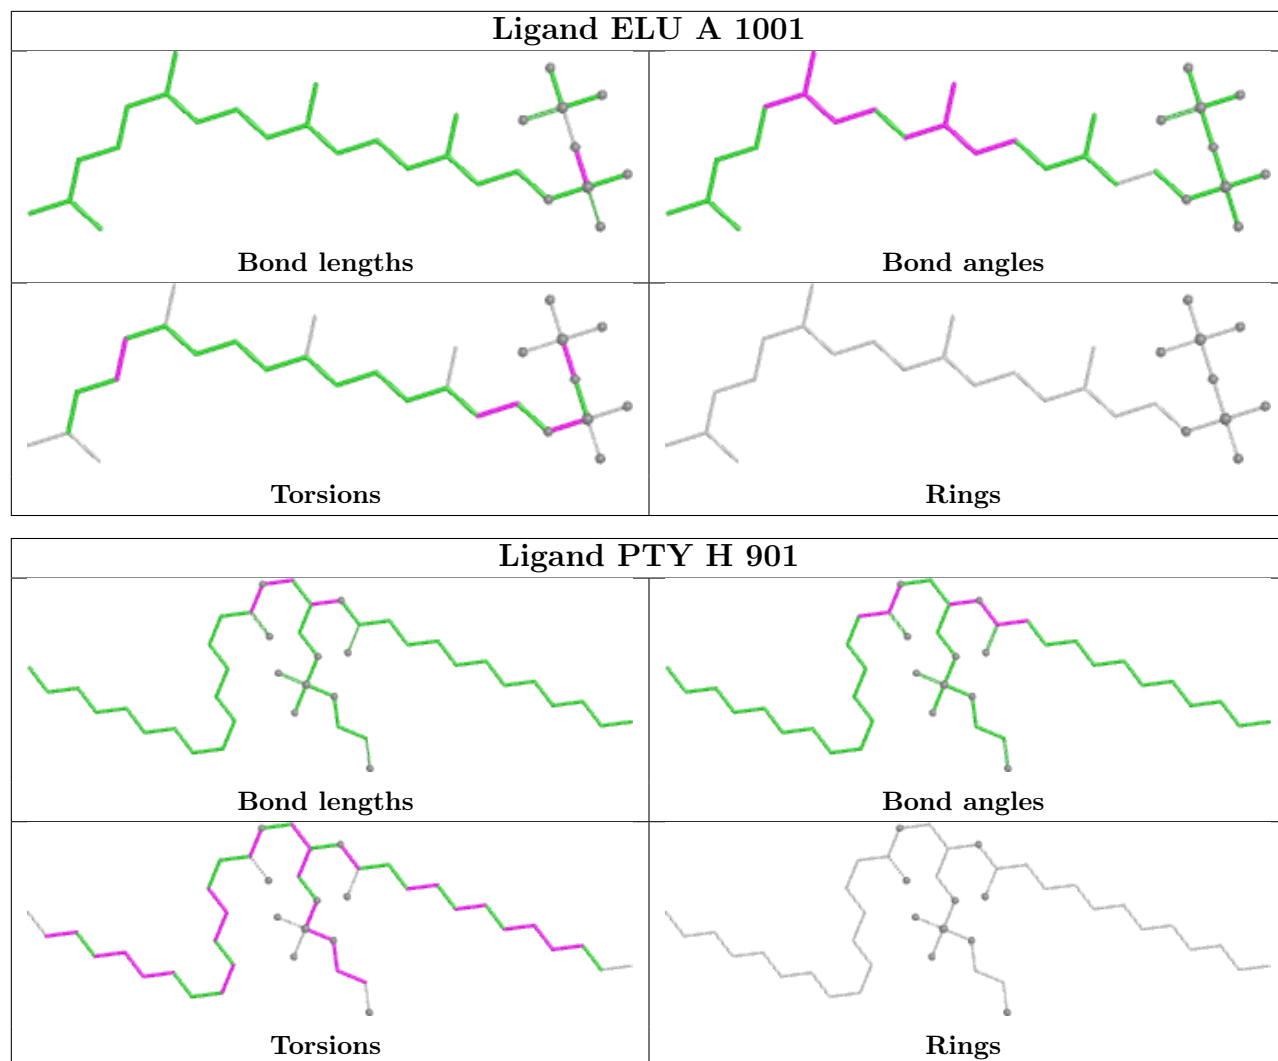 Ligand ELU A 1001
Bond lengths
Bond angles
Torsions
Rings
Ligand PTY H 901
Bond lengths
Bond angles
Torsions
Rings